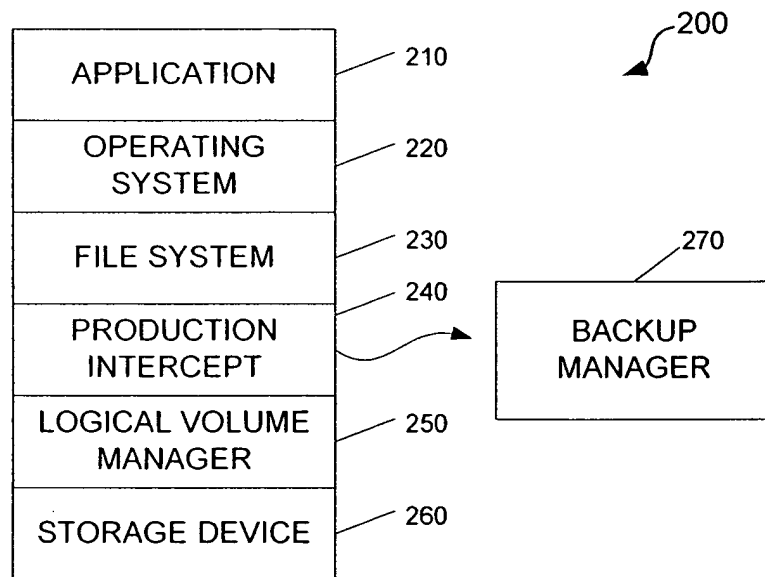 200
APPLICATION
210
OPERATING
SYSTEM
220
FILE SYSTEM
230
240
270
PRODUCTION
INTERCEPT
BACKUP
MANAGER
LOGICAL VOLUME
MANAGER
250
STORAGE DEVICE
260